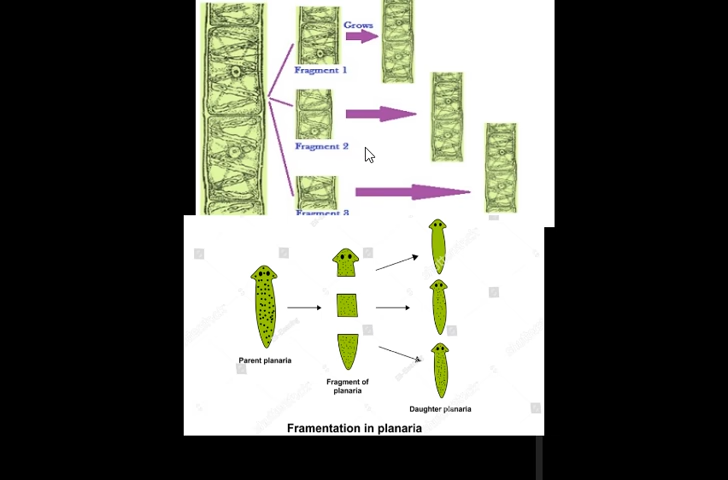 Grows
Fragment 1
Fragment 2
Fragment 3
Parent planaria
Fragment of
planaria
Daughter planaria
Framentation in planaria